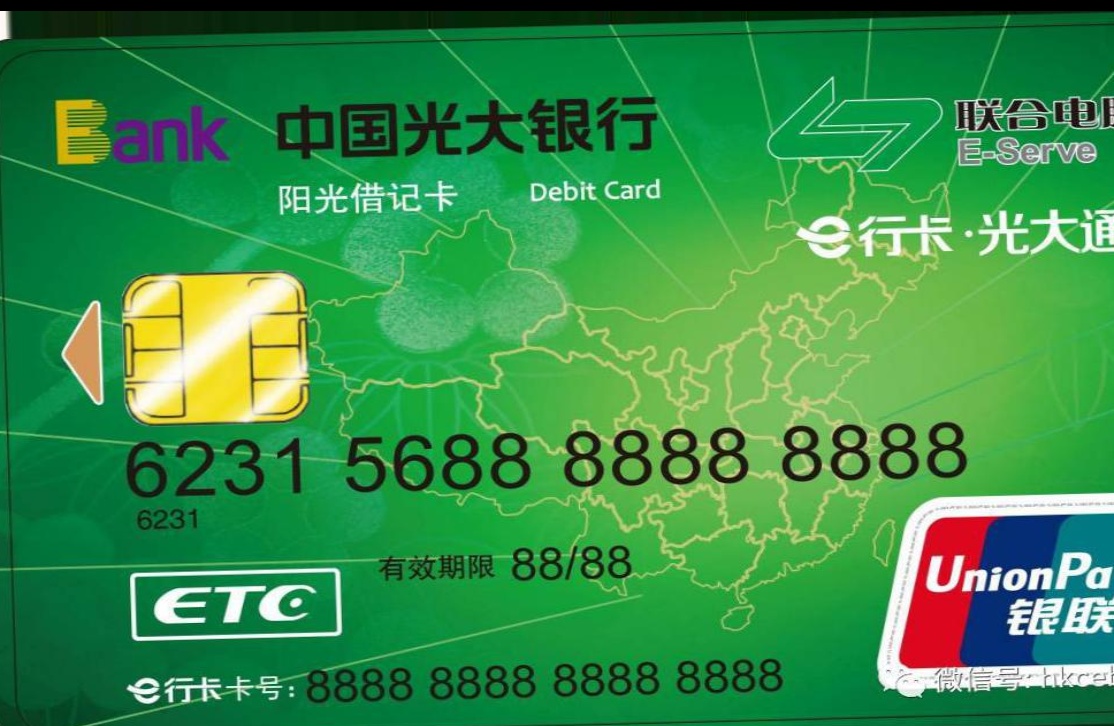 Bank 中国光大银行
联合电脑
E-Serve
阳光借记卡 Debit Card
e行卡·光大通
6231 5688 8888 8888
6231
有效期限 88/88
ETC
UnionPa
银联
e行卡卡号: 8888 8888 8888 8888
微信号: hkceb